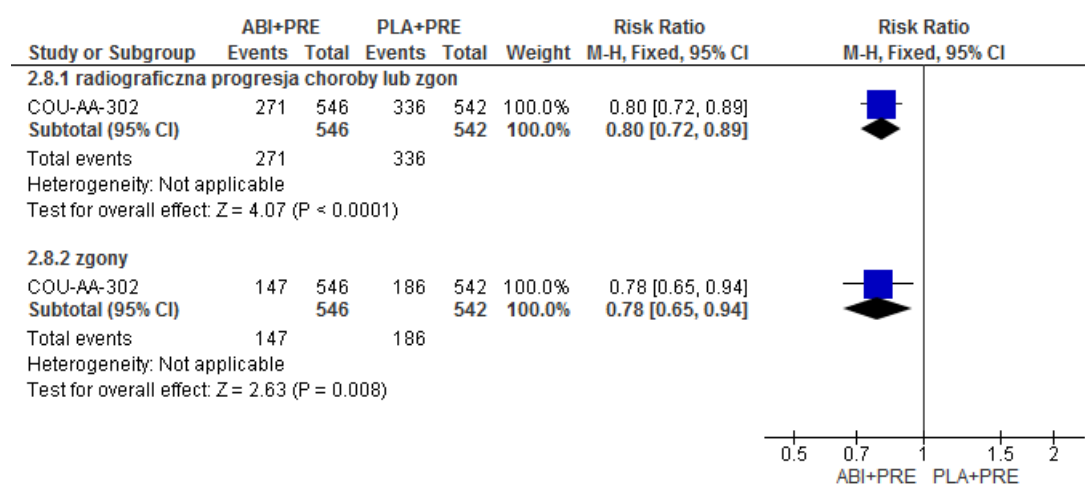 ABI+PRE PLA+PRE Risk Ratio Risk Ratio
Study or Subgroup Events Total Events Total Weight M-H, Fixed, 95% CI M-H, Fixed, 95% CI
2.8.1 radiograficzna progresja choroby lub zgon
COU-AA-302 271 546 336 542 100.0% 0.80 [0.72, 0.89]
Subtotal (95% CI) 546 542 100.0% 0.80 [0.72, 0.89]
Total events 271 336
Heterogeneity: Not applicable
Test for overall effect: Z = 4.07 (P < 0.0001)
2.8.2 zgony
COU-AA-302 147 546 186 542 100.0% 0.78 [0.65, 0.94]
Subtotal (95% CI) 546 542 100.0% 0.78 [0.65, 0.94]
Total events 147 186
Heterogeneity: Not applicable
Test for overall effect: Z = 2.63 (P = 0.008)
0.5 0.7 1 1.5 2
ABI+PRE PLA+PRE